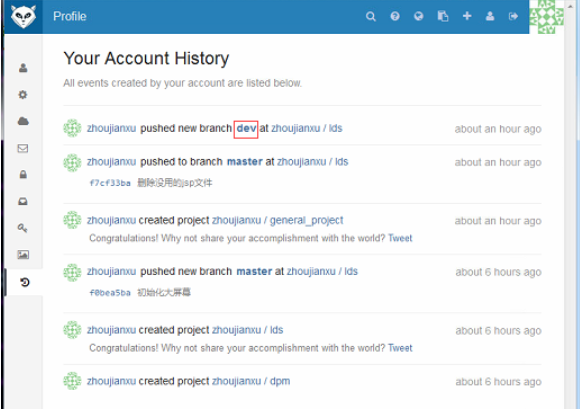 Profile
Your Account History
All events created by your account are listed below.
zhoujianxu pushed new branch dev at zhoujianxu / lds about an hour ago
zhoujianxu pushed to branch master at zhoujianxu / lds about an hour ago
f7cf33ba 删除没用的jsp文件
zhoujianxu created project zhoujianxu / general_project about an hour ago
Congratulations! Why not share your accomplishment with the world? Tweet
zhoujianxu pushed new branch master at zhoujianxu / lds about 6 hours ago
f0bea5ba 初始化大屏幕
zhoujianxu created project zhoujianxu / lds about 6 hours ago
Congratulations! Why not share your accomplishment with the world? Tweet
zhoujianxu created project zhoujianxu / dpm about 6 hours ago